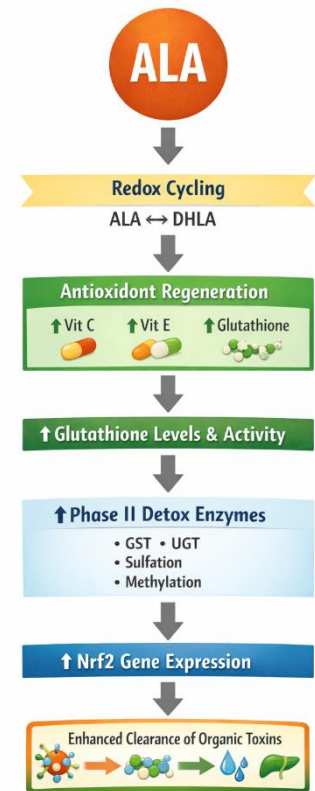 ALA
Redox Cycling
ALA ↔ DHLA
Antioxidont Regeneration
↑ Vit C ↑ Vit E ↑ Glutathione
↑ Glutathione Levels & Activity
↑ Phase II Detox Enzymes
• GST • UGT
• Sulfation
• Methylation
↑ Nrf2 Gene Expression
Enhanced Clearance of Organic Toxins